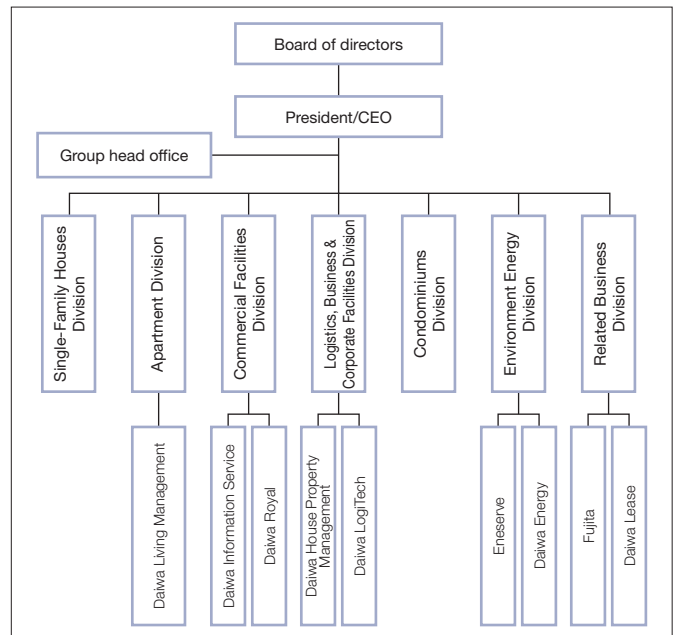 Board of directors
President/CEO
Group head office
Single-Family Houses
Division
Apartment Division
Commercial Facilities
Division
Logistics, Business &
Corporate Facilities Division
Condominiums
Division
Environment Energy
Division
Related Business
Division
Daiwa Living Management
Daiwa Information Service
Daiwa Royal
Daiwa House Property
Management
Daiwa LogiTech
Eneserve
Daiwa Energy
Fujita
Daiwa Lease